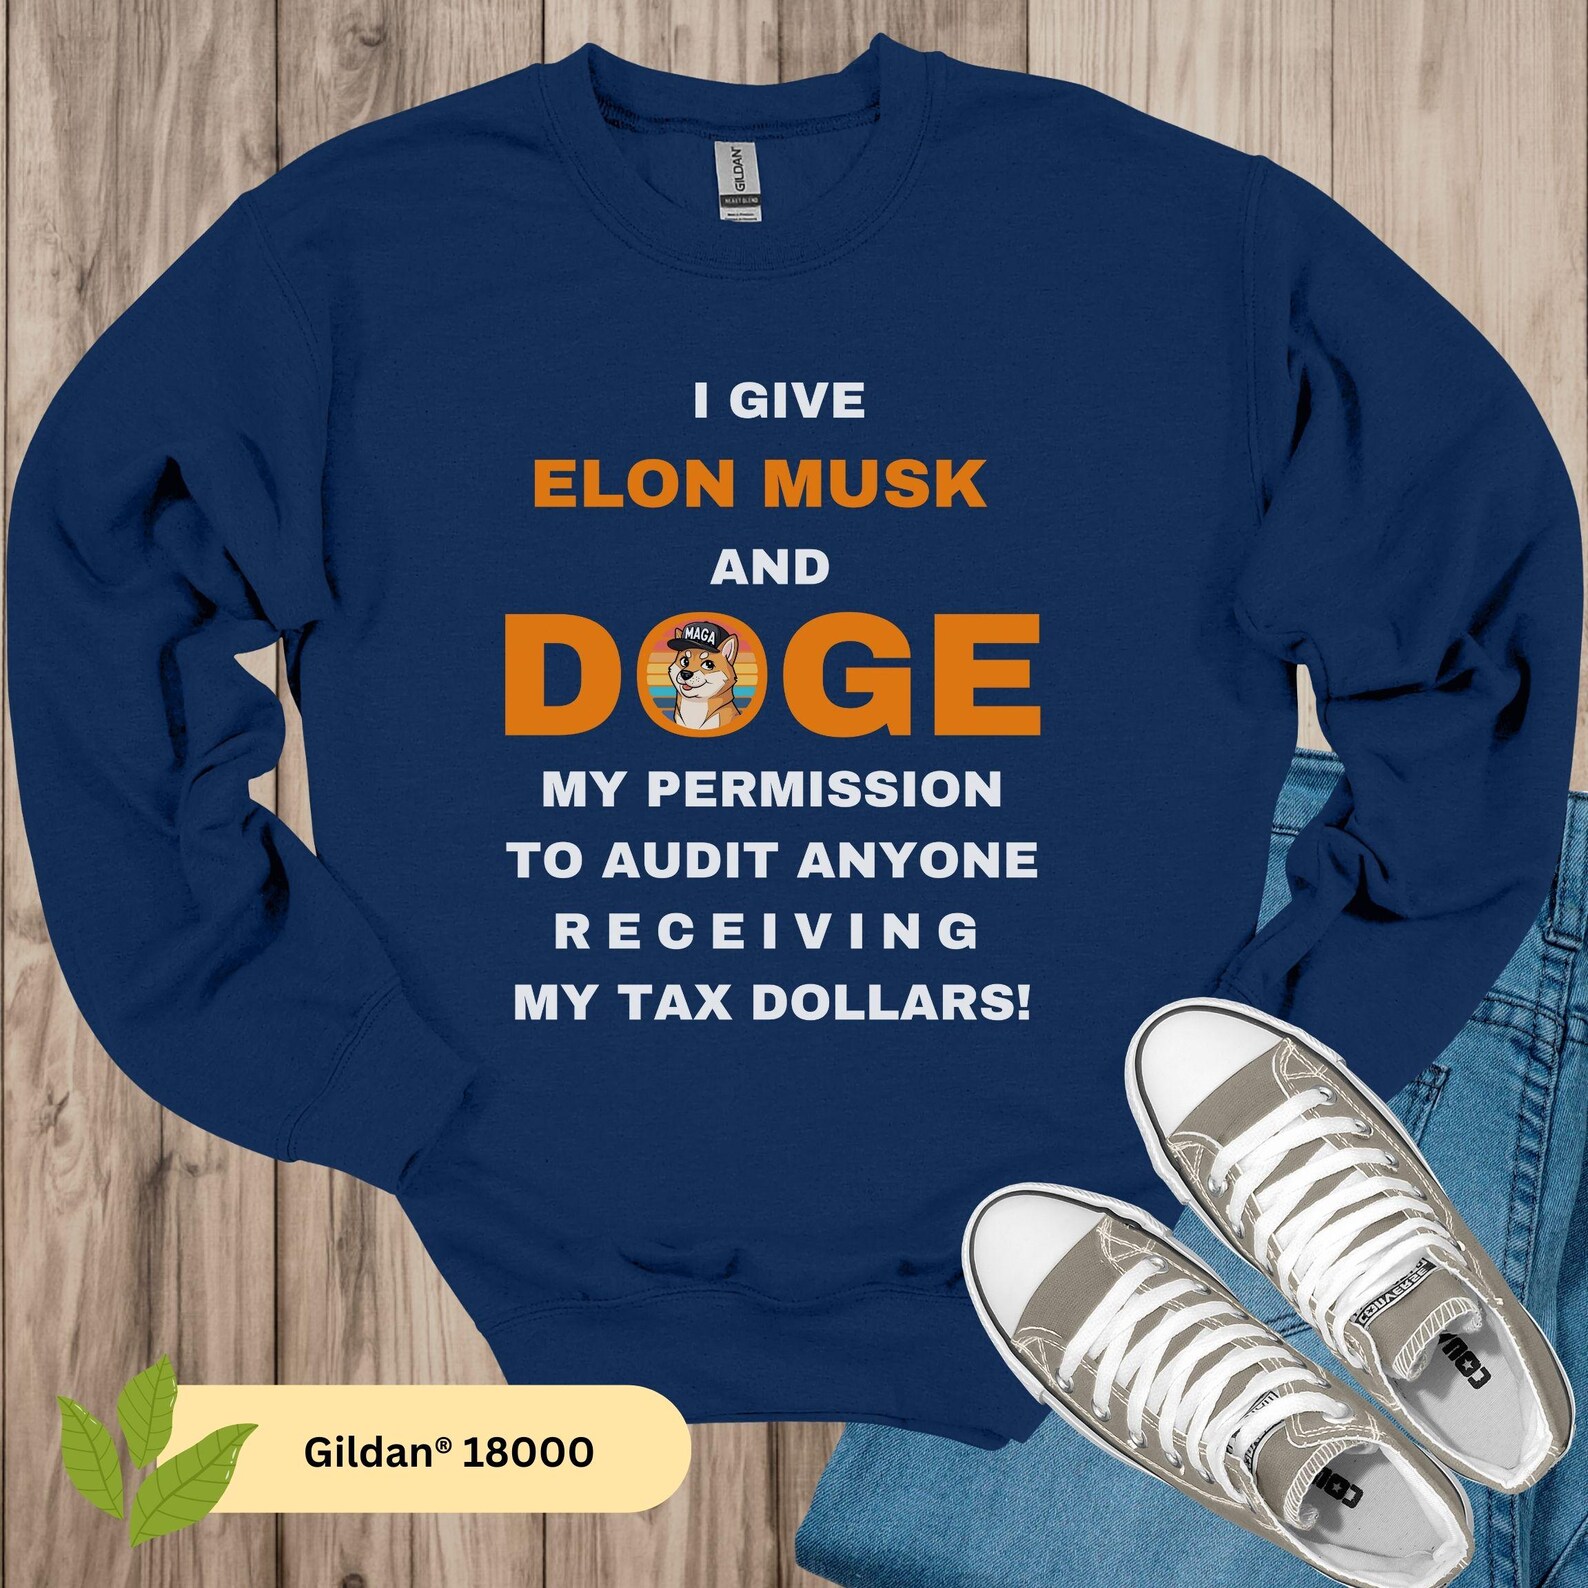 GILDAN
HEAVY BLEND
I GIVE
ELON MUSK
AND
DOGE
MAGA
MY PERMISSION
TO AUDIT ANYONE
RECEIVING
MY TAX DOLLARS!
CONVERSE
Gildan® 18000